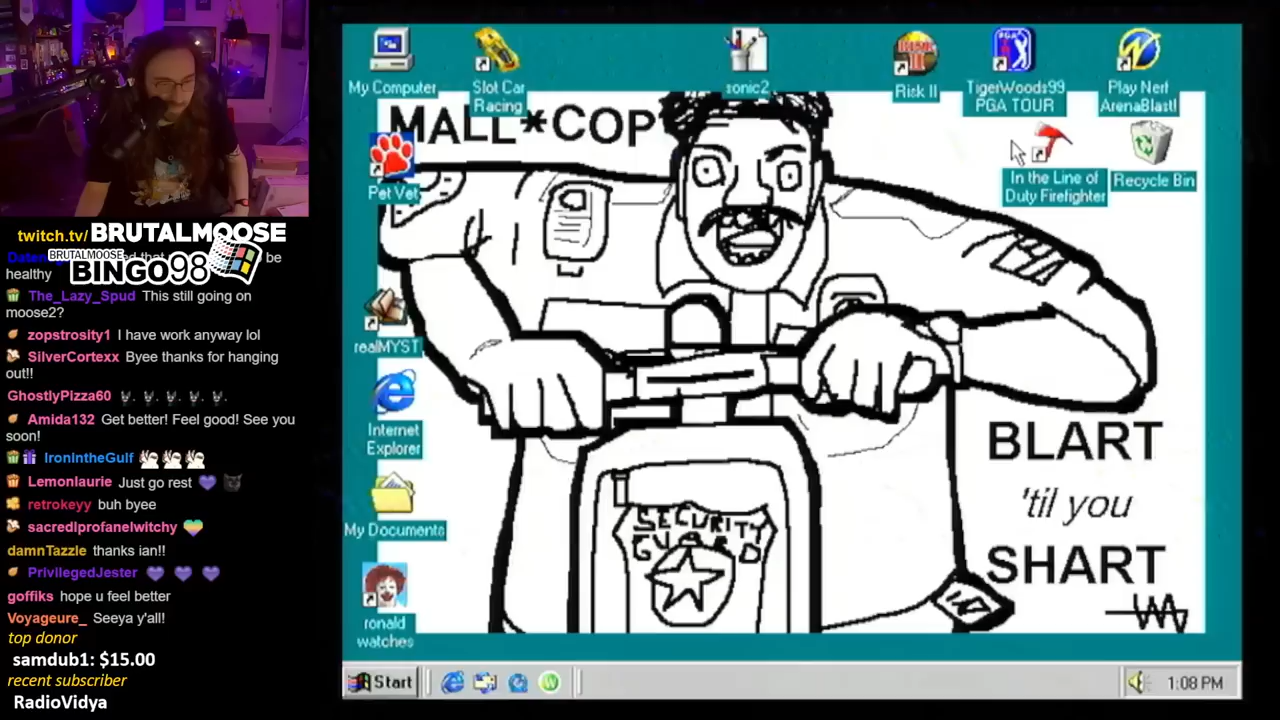 twitch.tv/BRUTALMOOSE
BRUTALMOOSE
BINGO98
be
healthy
The_Lazy_Spud This still going on
moose2?
zopstrosity1 I have work anyway lol
SilverCortexx Byee thanks for hanging
out!!
GhostlyPizza60
Amida132 Get better! Feel good! See you
soon!
IronIntheGulf
Lemonlaurie Just go rest
retrokeyy buh byee
sacredlprofanelwitchy
damnTazzle thanks ian!!
PrivilegedJester
goffiks hope u feel better
Voyageure_ Seeya y'all!
top donor
samdub1: $15.00
recent subscriber
RadioVidya
My Computer
Slot Car
Racing
sonic2
Risk II
TigerWoods99
PGA TOUR
Play Nerf
ArenaBlast!
MALL*COP
Pet Vet
In the Line of
Duty Firefighter
Recycle Bin
realMYST
Internet
Explorer
My Documents
ronald
watches
SECURITY
GUARD
BLART
'til you
SHART
Start
1:08 PM